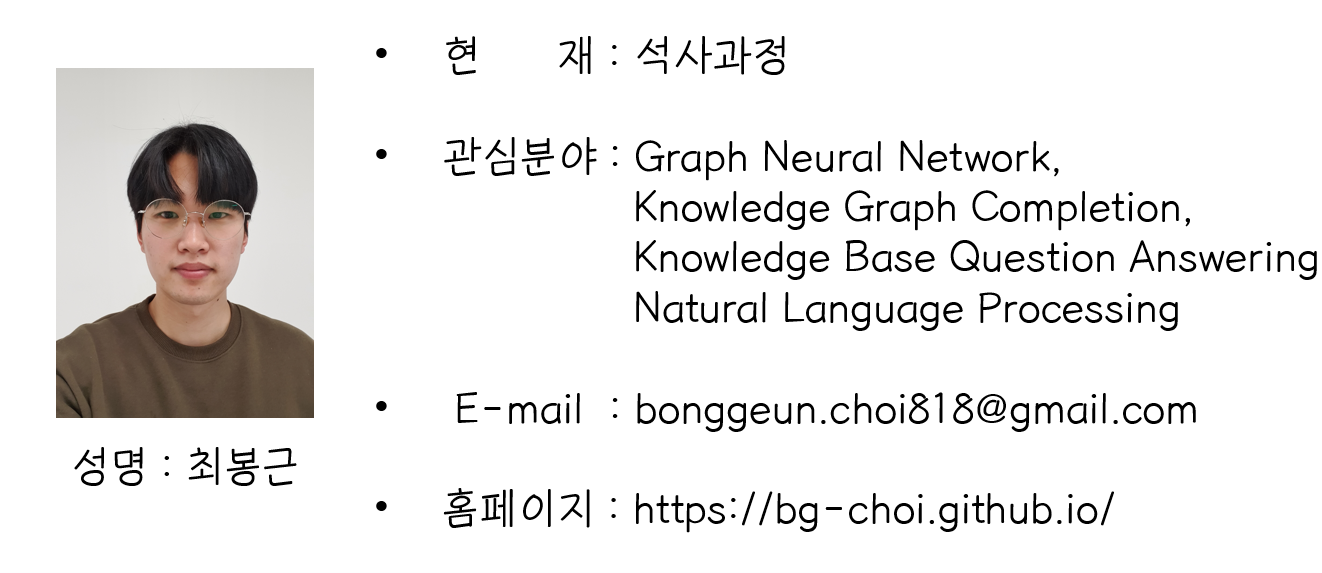 • 현 재 : 석사과정
• 관심분야 : Graph Neural Network,
Knowledge Graph Completion,
Knowledge Base Question Answering
Natural Language Processing
• E-mail : bonggeun.choi818@gmail.com
• 홈페이지 : https://bg-choi.github.io/
성명 : 최봉근